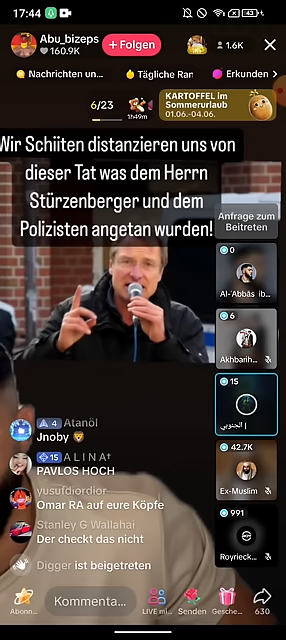 17:44
Abu_bizeps
160.9K
+ Folgen
1.6K
Nachrichten un...
Tägliche Ran
Erkunden >
6/23
1h49m
KARTOFFEL im
Sommerurlaub
01.06.-04.06.
Wir Schiiten distanzieren uns von
dieser Tat was dem Herrn
Stürzenberger und dem
Polizisten angetan wurden!
Anfrage zum
Beitreten
0
Al-'Abbâs ib...
6
Akhbarih...
15
الجنوبي
42.7K
Ex-Muslim
991
Royrieck...
4 Atanöl
Jnoby 🦁
15 A L I N A
PAVLOS HOCH
yusufdiordior
Omar RA auf eure Köpfe
Stanley G Wallahai
Der checkt das nicht
Digger ist beigetreten
Abonn...
Kommenta...
LIVE mi...
Senden
Gesche...
630